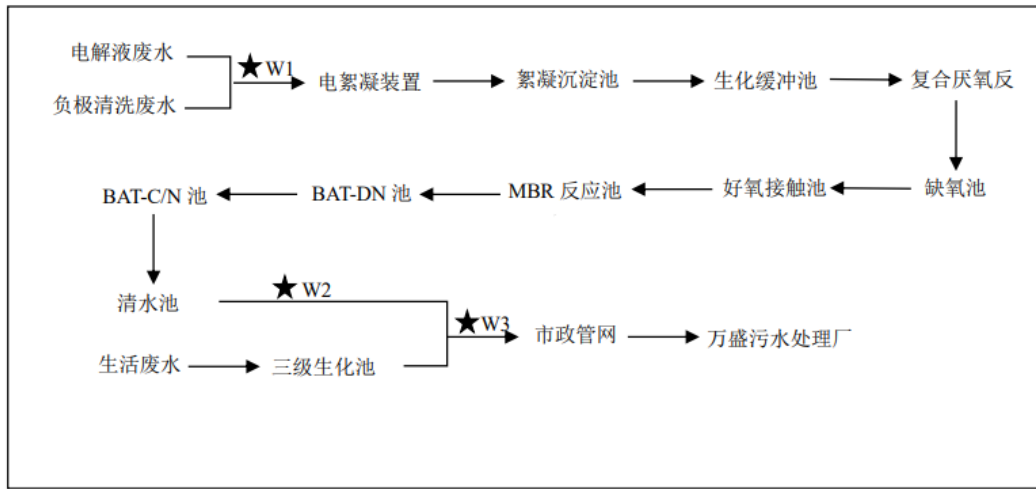 电解液废水
★W1
负极清洗废水
电絮凝装置
絮凝沉淀池
生化缓冲池
复合厌氧反
BAT-C/N 池
BAT-DN 池
MBR 反应池
好氧接触池
缺氧池
清水池
★W2
★W3
市政管网
万盛污水处理厂
生活废水
三级生化池